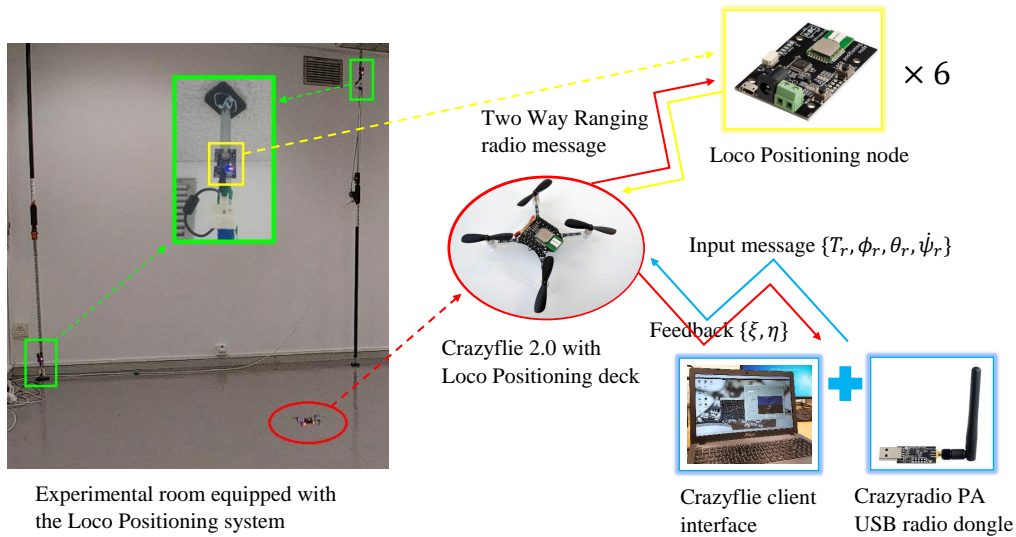 × 6
Two Way Ranging
radio message
Loco Positioning node
Input message {T_r, ϕ_r, θ_r, ψ̇_r}
Feedback {ξ, η}
Crazyflie 2.0 with
Loco Positioning deck
Experimental room equipped with
the Loco Positioning system
Crazyflie client
interface
Crazyradio PA
USB radio dongle